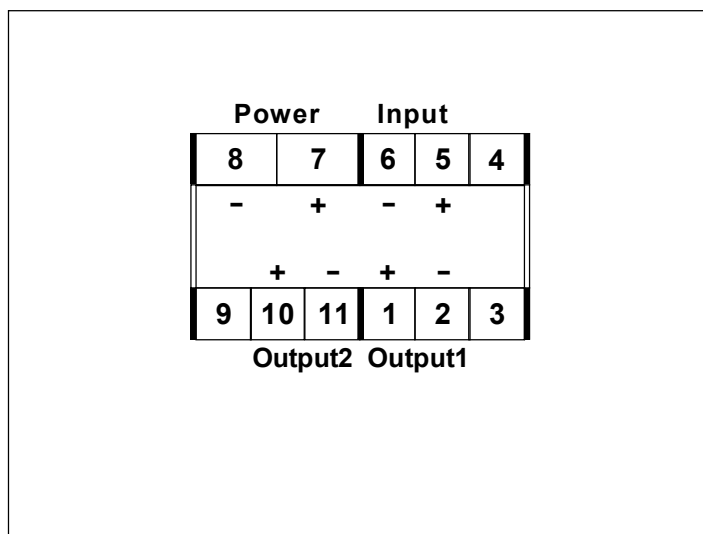 Power Input
8 7 6 5 4
- + - +
+ - + -
9 10 11 1 2 3
Output2 Output1